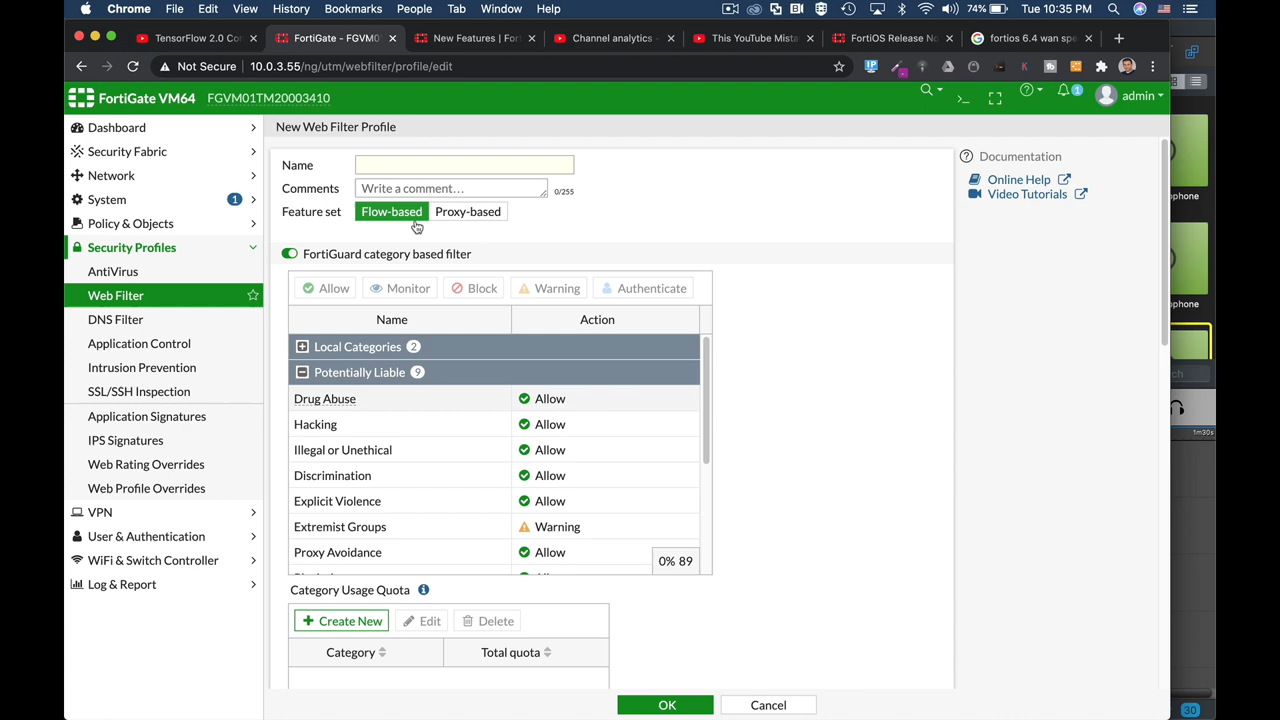 Chrome File Edit View History Bookmarks People Tab Window Help 74% Tue 10:35 PM
TensorFlow 2.0 Co
FortiGate - FGVM0
New Features | Fort
Channel analytics -
This YouTube Mista
FortiOS Release No
fortios 6.4 wan spe
Not Secure 10.0.3.55/ng/utm/webfilter/profile/edit
FortiGate VM64 FGVM01TM20003410
1 admin
Dashboard
Security Fabric
Network
System 1
Policy & Objects
Security Profiles
AntiVirus
Web Filter
DNS Filter
Application Control
Intrusion Prevention
SSL/SSH Inspection
Application Signatures
IPS Signatures
Web Rating Overrides
Web Profile Overrides
VPN
User & Authentication
WiFi & Switch Controller
Log & Report
New Web Filter Profile
Name
Comments Write a comment... 0/255
Feature set Flow-based Proxy-based
FortiGuard category based filter
Allow Monitor Block Warning Authenticate
Name Action
Local Categories 2
Potentially Liable 9
Drug Abuse Allow
Hacking Allow
Illegal or Unethical Allow
Discrimination Allow
Explicit Violence Allow
Extremist Groups Warning
Proxy Avoidance Allow
0% 89
Category Usage Quota
Create New Edit Delete
Category Total quota
OK Cancel
Documentation
Online Help
Video Tutorials
ophone
ophone
ch
1m30s
30